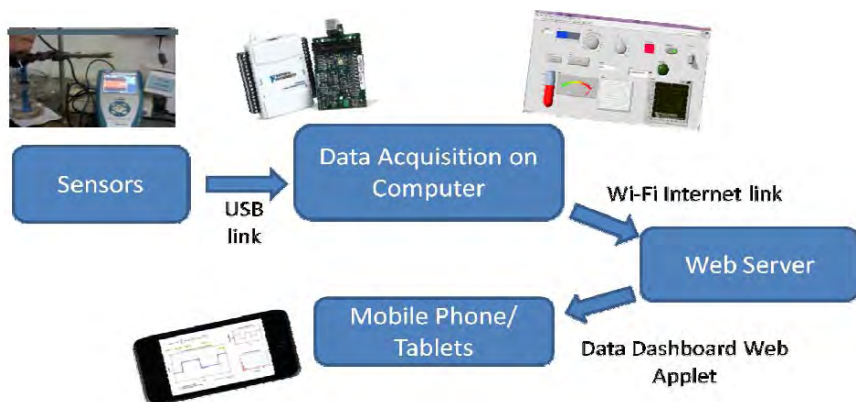 Sensors
USB
link
Data Acquisition on
Computer
Wi-Fi Internet link
Web Server
Mobile Phone/
Tablets
Data Dashboard Web
Applet